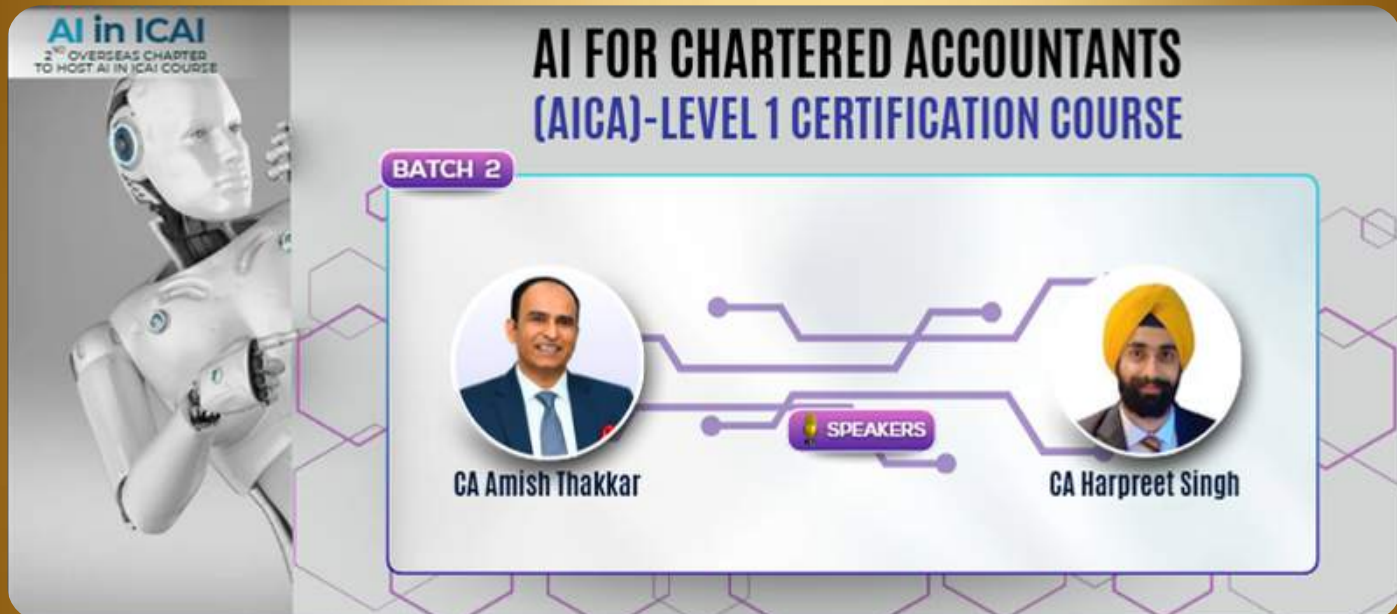 AI in ICAI
2ND OVERSEAS CHAPTER
TO HOST AI IN ICAI COURSE
AI FOR CHARTERED ACCOUNTANTS
(AICA)-LEVEL 1 CERTIFICATION COURSE
BATCH 2
SPEAKERS
CA Amish Thakkar
CA Harpreet Singh